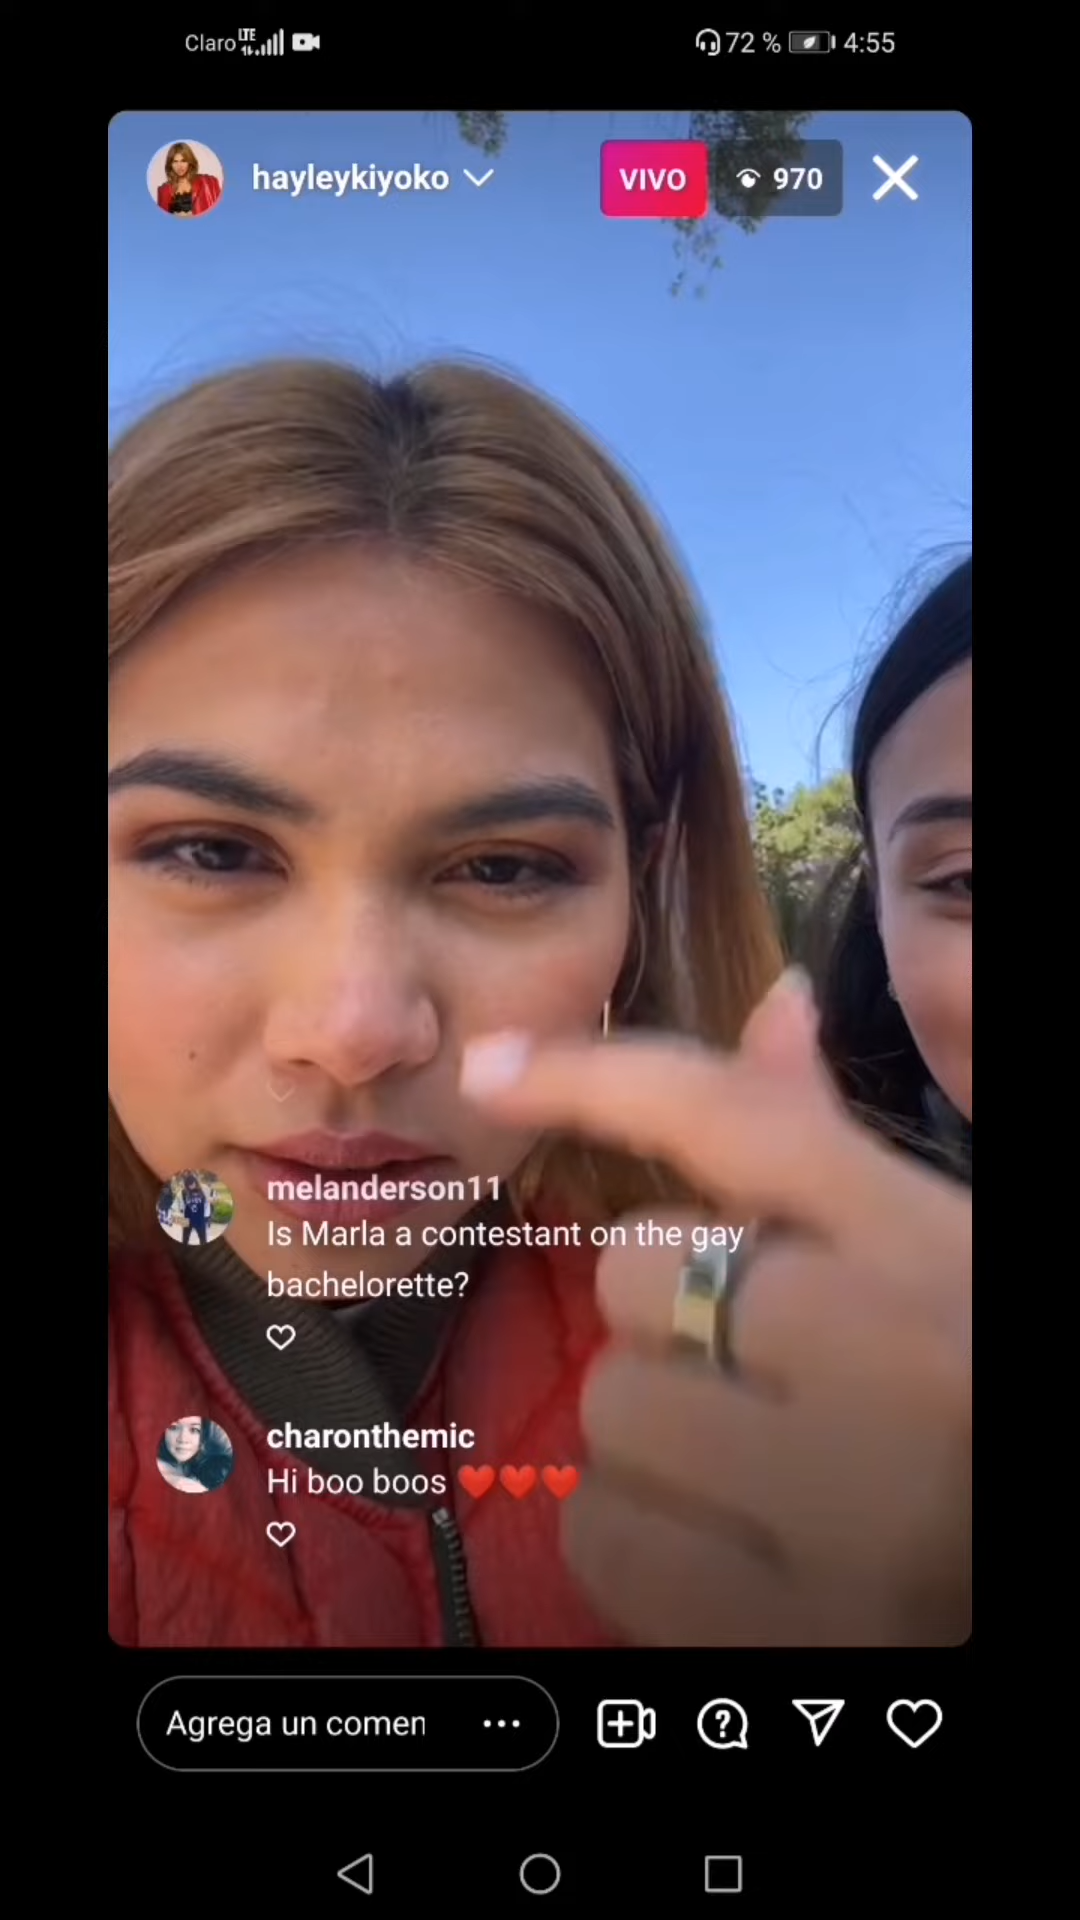 Claro LTE 72 % 4:55
hayleykiyoko VIVO 970
melanderson11
Is Marla a contestant on the gay
bachelorette?
charonthemic
Hi boo boos ❤️❤️❤️
Agrega un comen